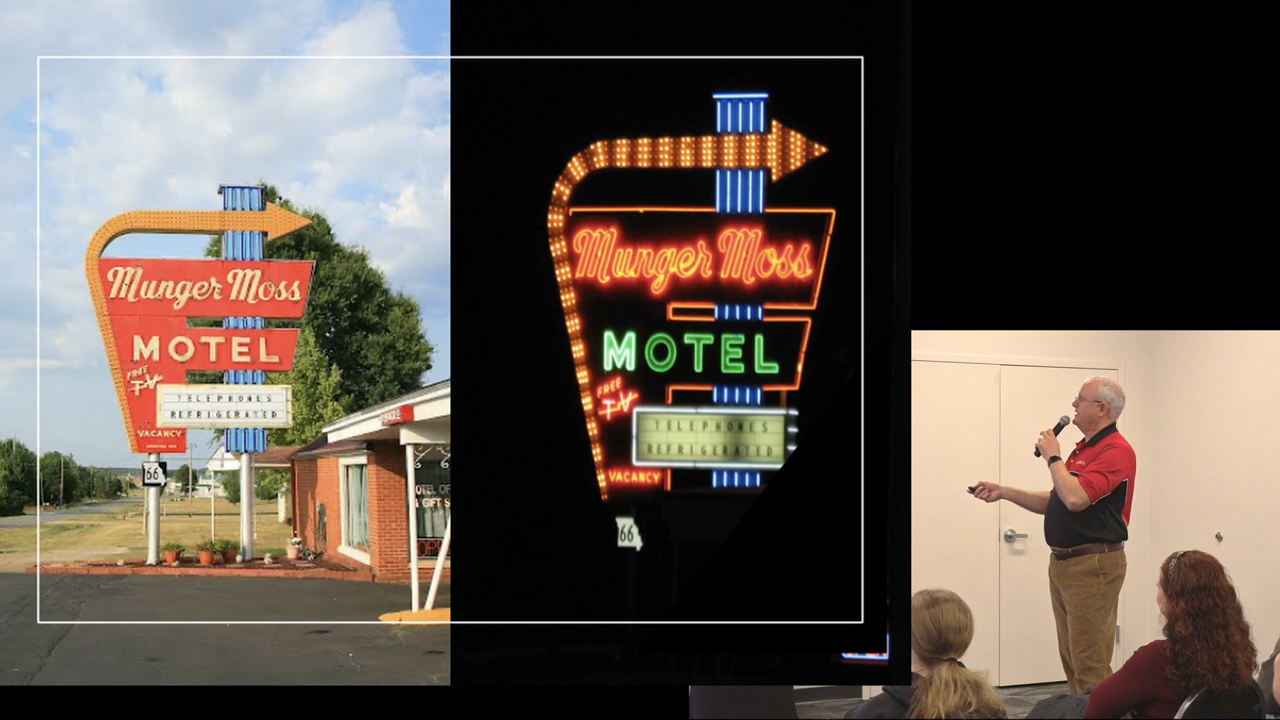 Munger Moss
MOTEL
FREE
TV
TELEPHONES
REFRIGERATED
VACANCY
66
Munger Moss
MOTEL
FREE
TV
TELEPHONES
REFRIGERATED
VACANCY
66